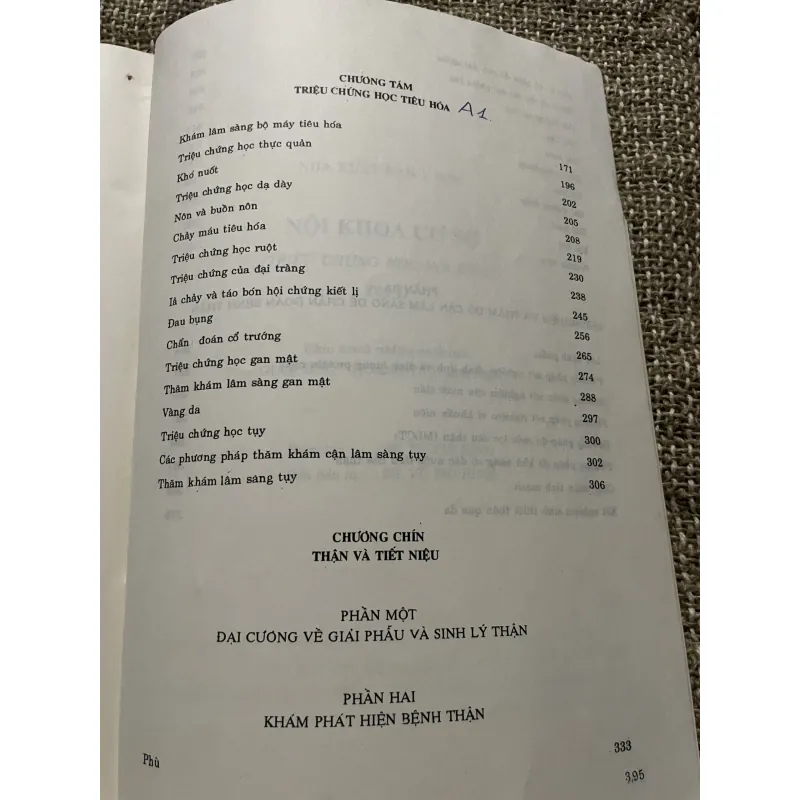 CHƯƠNG TÁM
TRIỆU CHỨNG HỌC TIÊU HÓA A1.
Khám lâm sàng bộ máy tiêu hóa 171
Triệu chứng học thực quản 196
Khó nuốt 202
Triệu chứng học dạ dày 205
Nôn và buồn nôn 208
Chảy máu tiêu hóa 219
Triệu chứng học ruột 230
Triệu chứng của đại tràng 238
Iả chảy và táo bón hội chứng kiết lị 245
Đau bụng 256
Chẩn đoán cổ trướng 265
Triệu chứng học gan mật 274
Thăm khám lâm sàng gan mật 288
Vàng da 297
Triệu chứng học tụy 300
Các phương pháp thăm khám cận lâm sàng tụy 302
Thăm khám lâm sang tụy 306
CHƯƠNG CHÍN
THẬN VÀ TIẾT NIỆU
PHẦN MỘT
ĐẠI CƯƠNG VỀ GIẢI PHẪU VÀ SINH LÝ THẬN
PHẦN HAI
KHÁM PHÁT HIỆN BỆNH THẬN
333
Phù 3,95